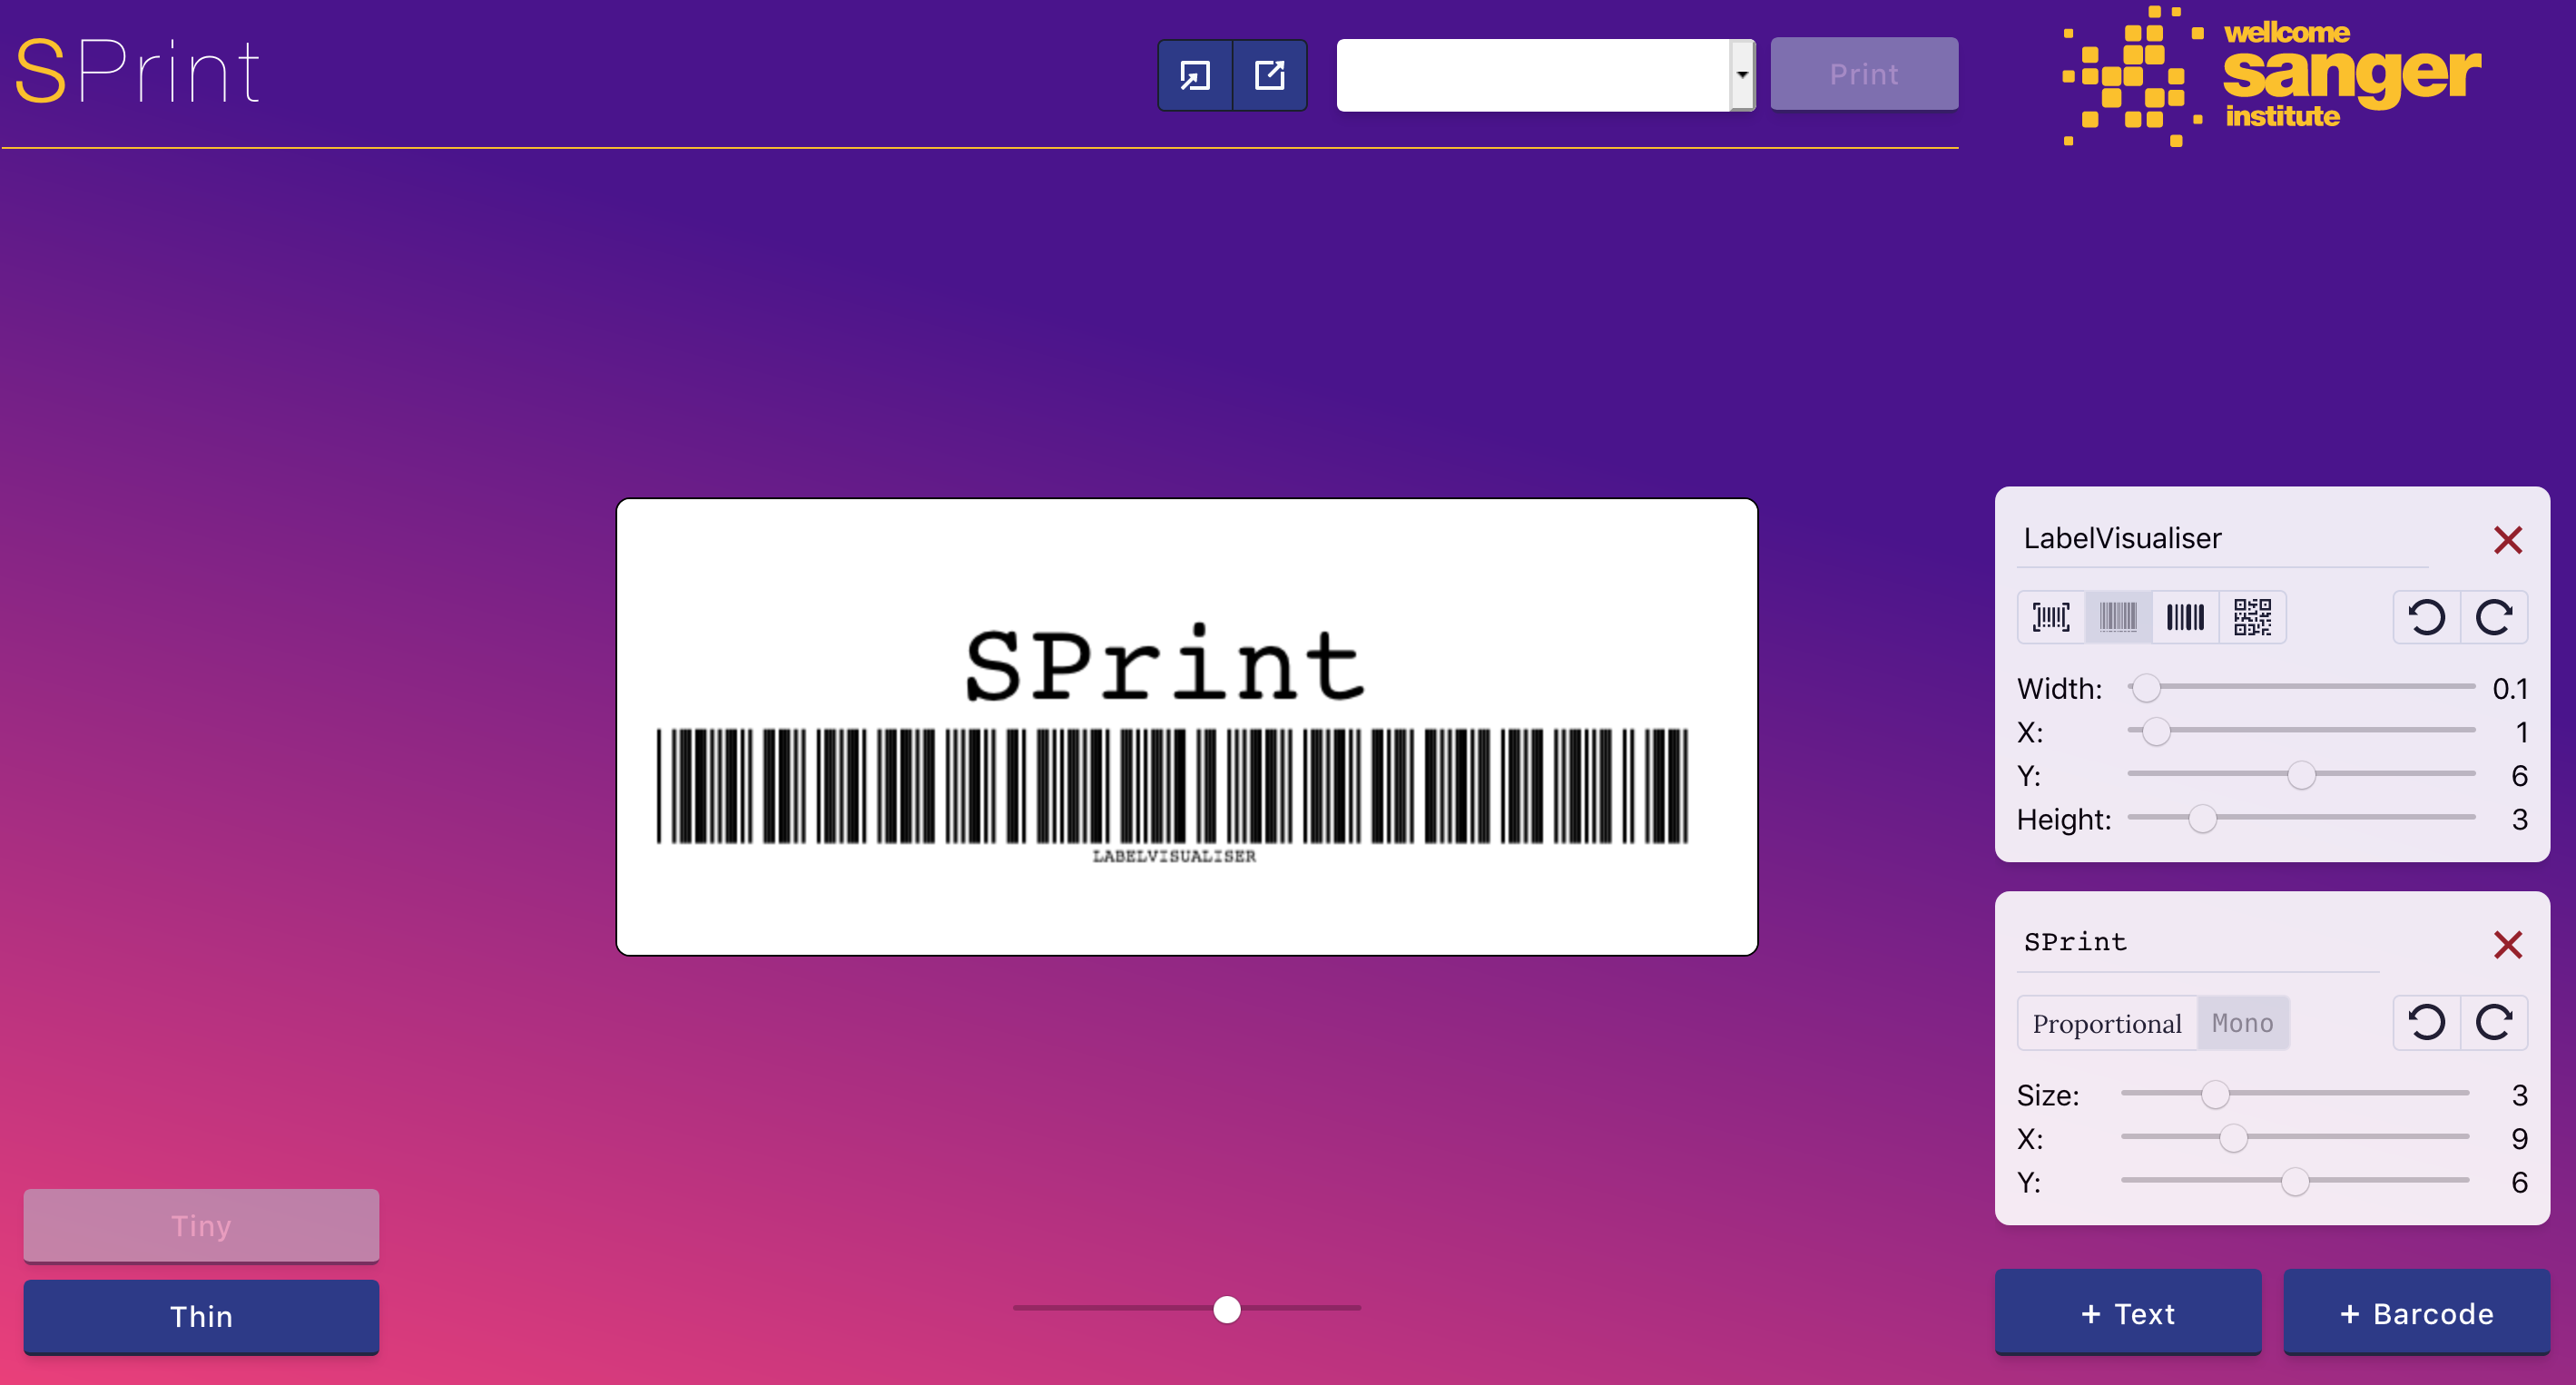 SPrint
Print
wellcome
sanger
institute
SPrint
LABELVISUALISER
LabelVisualiser
Width: 0.1
X: 1
Y: 6
Height: 3
SPrint
Proportional Mono
Size: 3
X: 9
Y: 6
Tiny
Thin
+ Text
+ Barcode